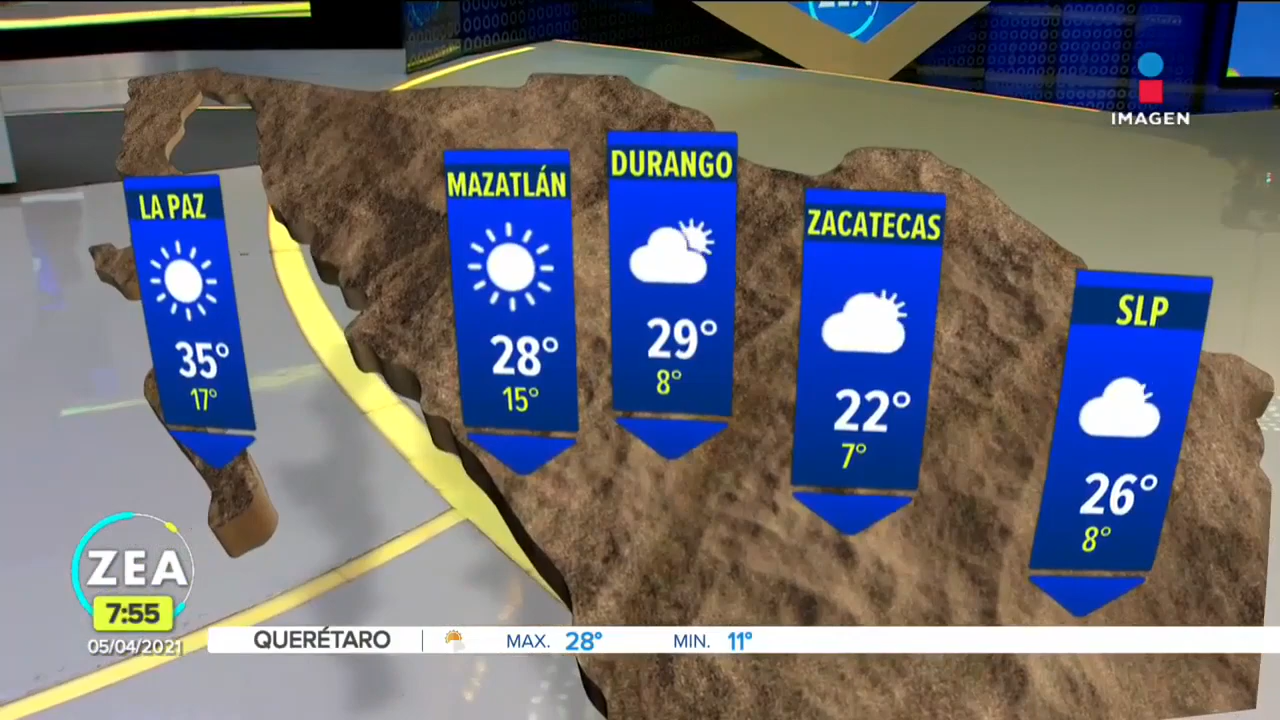 ZEA
IMAGEN
LA PAZ
35°
17°
MAZATLÁN
28°
15°
DURANGO
29°
8°
ZACATECAS
22°
7°
SLP
26°
8°
ZEA
7:55
05/04/2021
QUERÉTARO MAX. 28° MIN. 11°